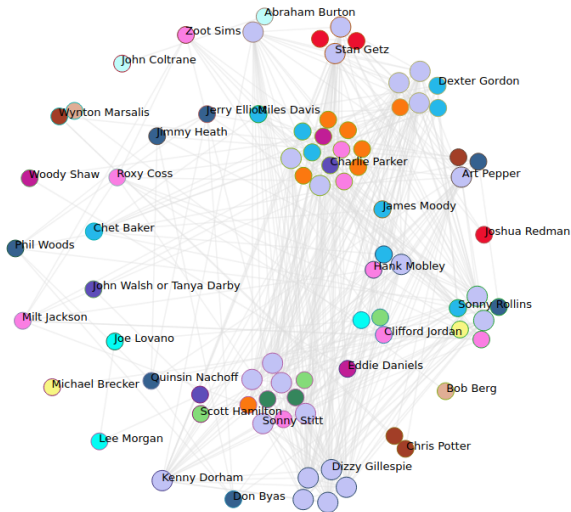 Abraham Burton
Zoot Sims
Stan Getz
John Coltrane
Dexter Gordon
Wynton Marsalis
Jerry Elliot
Miles Davis
Jimmy Heath
Charlie Parker
Woody Shaw
Roxy Coss
Art Pepper
James Moody
Chet Baker
Joshua Redman
Phil Woods
Hank Mobley
John Walsh or Tanya Darby
Sonny Rollins
Milt Jackson
Clifford Jordan
Joe Lovano
Eddie Daniels
Michael Brecker
Quinsin Nachoff
Bob Berg
Scott Hamilton
Sonny Stitt
Lee Morgan
Chris Potter
Dizzy Gillespie
Kenny Dorham
Don Byas